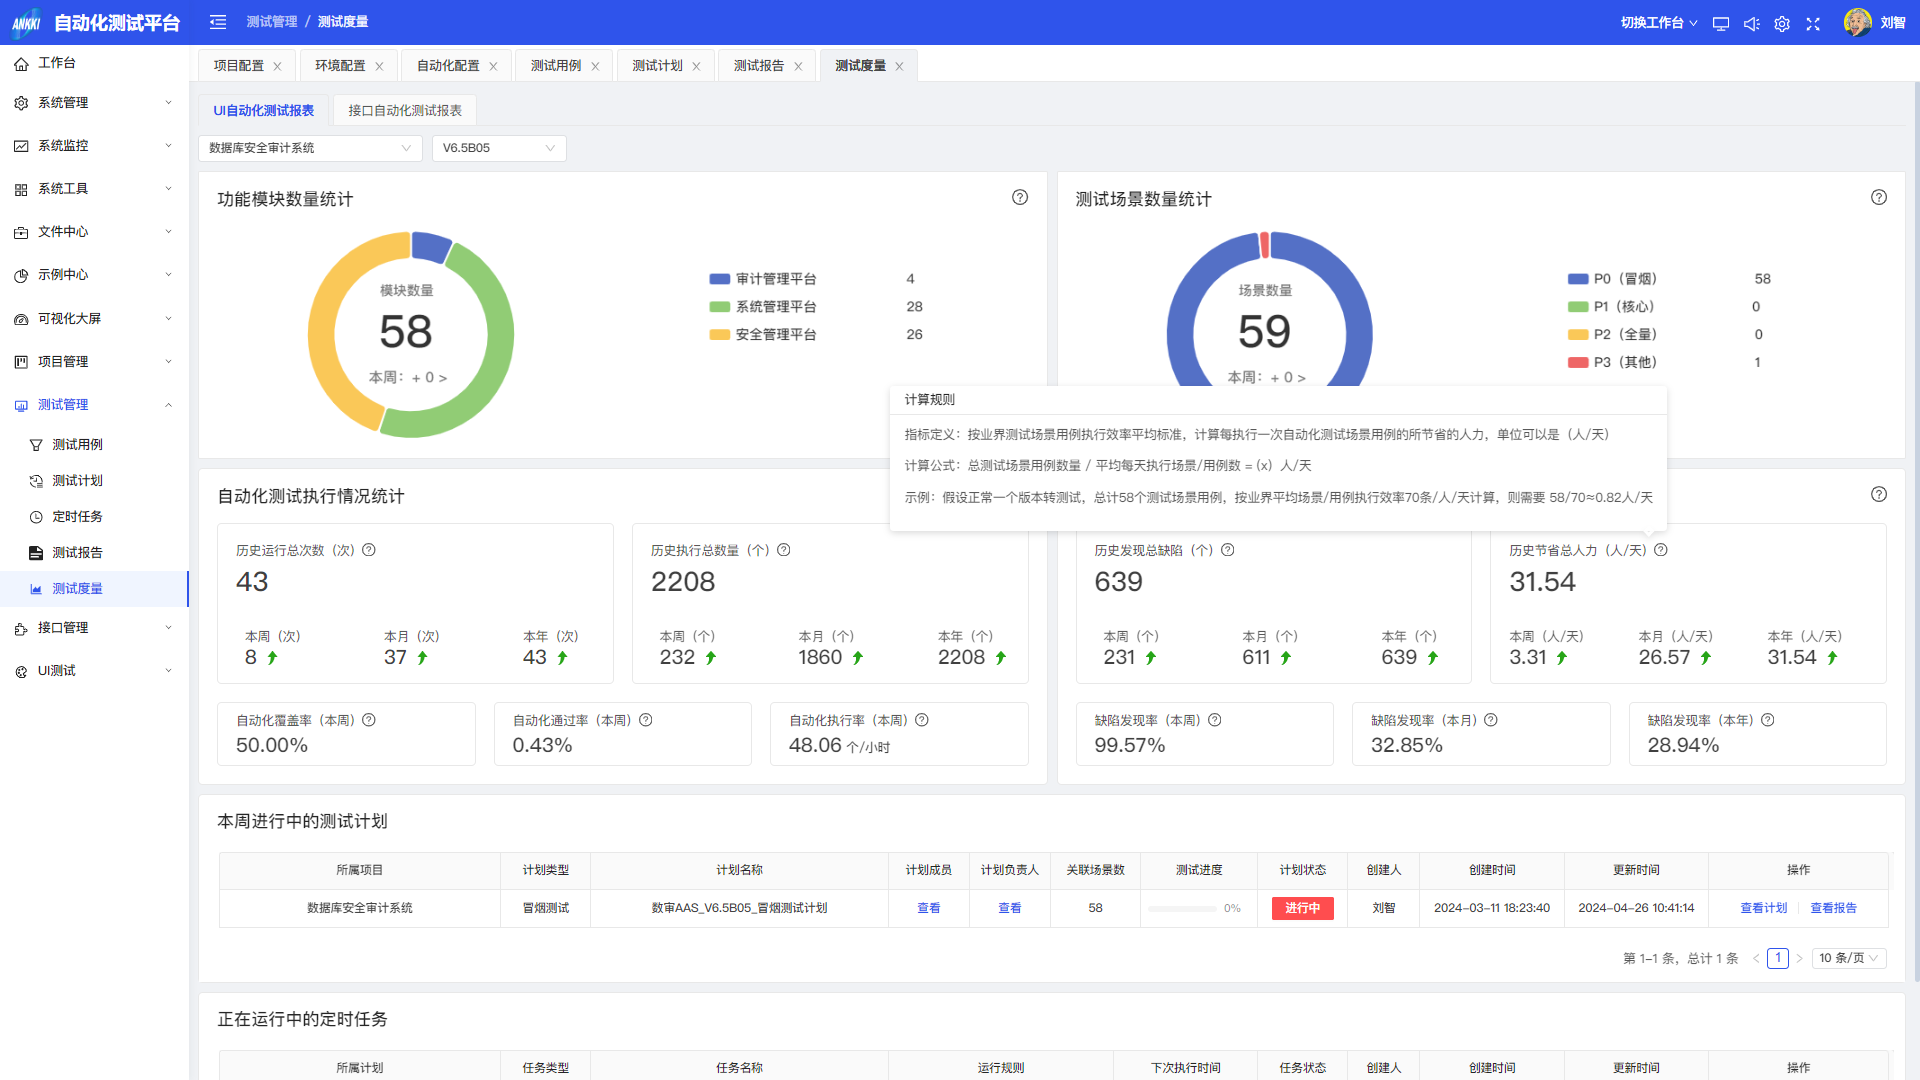 ANKKI 自动化测试平台
测试管理 / 测试度量
切换工作台
刘智
工作台
系统管理
系统监控
系统工具
文件中心
示例中心
可视化大屏
项目管理
测试管理
测试用例
测试计划
定时任务
测试报告
测试度量
接口管理
UI测试
项目配置 环境配置 自动化配置 测试用例 测试计划 测试报告 测试度量
UI自动化测试报表 接口自动化测试报表
数据库安全审计系统 V6.5B05
功能模块数量统计
模块数量
58
本周：+ 0 >
审计管理平台 4
系统管理平台 28
安全管理平台 26
测试场景数量统计
场景数量
59
本周：+ 0 >
P0（冒烟） 58
P1（核心） 0
P2（全量） 0
P3（其他） 1
计算规则
指标定义：按业界测试场景用例执行效率平均标准，计算每执行一次自动化测试场景用例的所节省的人力，单位可以是（人/天）
计算公式：总测试场景用例数量 / 平均每天执行场景/用例数 = (x) 人/天
示例：假设正常一个版本转测试，总计58个测试场景用例，按业界平均场景/用例执行效率70条/人/天计算，则需要 58/70≈0.82人/天
自动化测试执行情况统计
历史运行总次数（次）
43
本周（次） 本月（次） 本年（次）
8 37 43
历史执行总数量（个）
2208
本周（个） 本月（个） 本年（个）
232 1860 2208
历史发现总缺陷（个）
639
本周（个） 本月（个） 本年（个）
231 611 639
历史节省总人力（人/天）
31.54
本周（人/天） 本月（人/天） 本年（人/天）
3.31 26.57 31.54
自动化覆盖率（本周）
50.00%
自动化通过率（本周）
0.43%
自动化执行率（本周）
48.06 个/小时
缺陷发现率（本周）
99.57%
缺陷发现率（本月）
32.85%
缺陷发现率（本年）
28.94%
本周进行中的测试计划
所属项目 计划类型 计划名称 计划成员 计划负责人 关联场景数 测试进度 计划状态 创建人 创建时间 更新时间 操作
数据库安全审计系统 冒烟测试 数审AAS_V6.5B05_冒烟测试计划 查看 查看 58 0% 进行中 刘智 2024-03-11 18:23:40 2024-04-26 10:41:14 查看计划 查看报告
第 1-1 条，总计 1 条 < 1 > 10 条/页
正在运行中的定时任务
所属计划 任务类型 任务名称 运行规则 下次执行时间 任务状态 创建人 创建时间 更新时间 操作